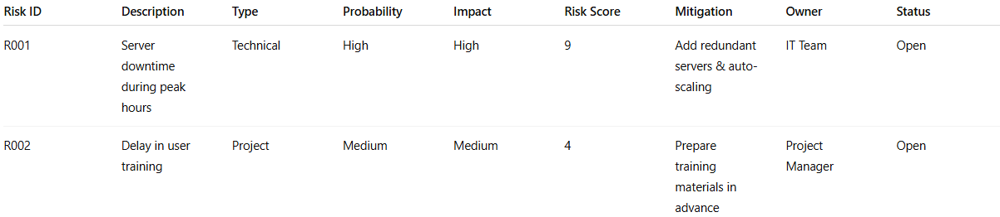 Risk ID Description Type Probability Impact Risk Score Mitigation Owner Status
R001 Server Technical High High 9 Add redundant IT Team Open
downtime servers & auto-
during peak scaling
hours
R002 Delay in user Project Medium Medium 4 Prepare Project Open
training training Manager
materials in
advance